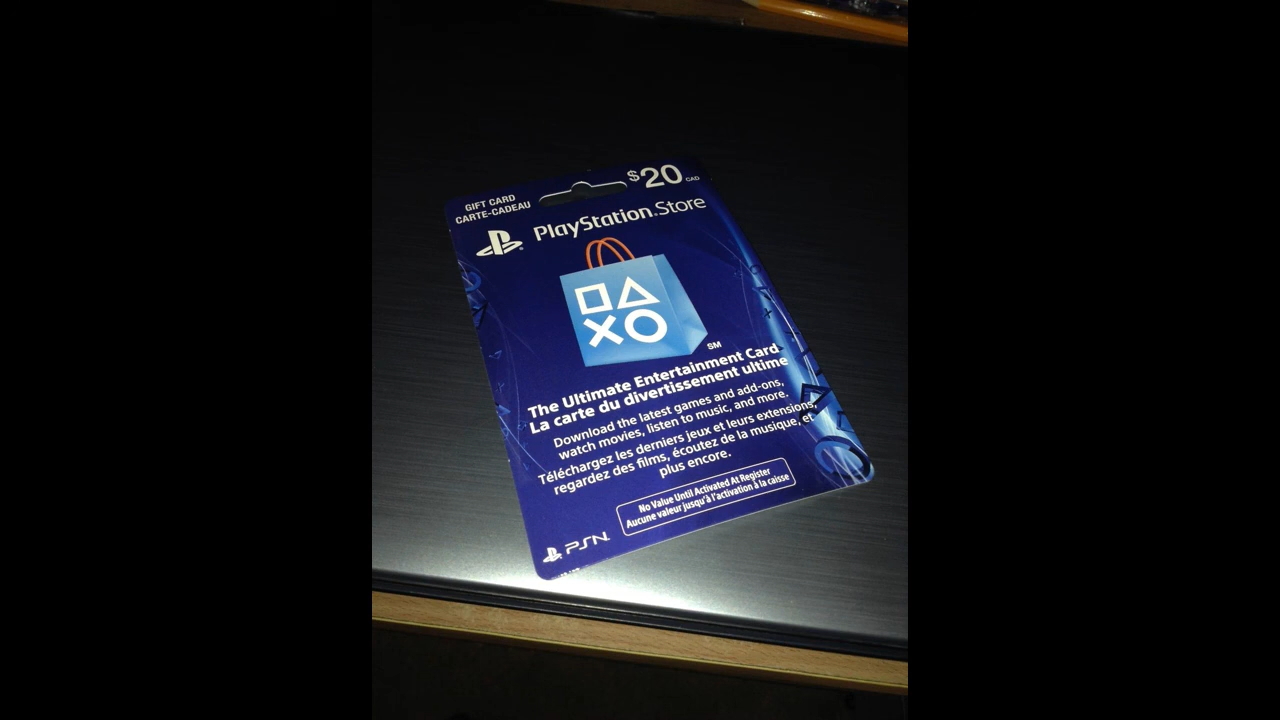 $20 CAD
GIFT CARD
CARTE-CADEAU
PlayStation®Store
SM
The Ultimate Entertainment Card
La carte du divertissement ultime
Download the latest games and add-ons,
watch movies, listen to music, and more.
Téléchargez les derniers jeux et leurs extensions,
regardez des films, écoutez de la musique, et
plus encore.
No Value Until Activated At Register
Aucune valeur jusqu'à l'activation à la caisse
PSN